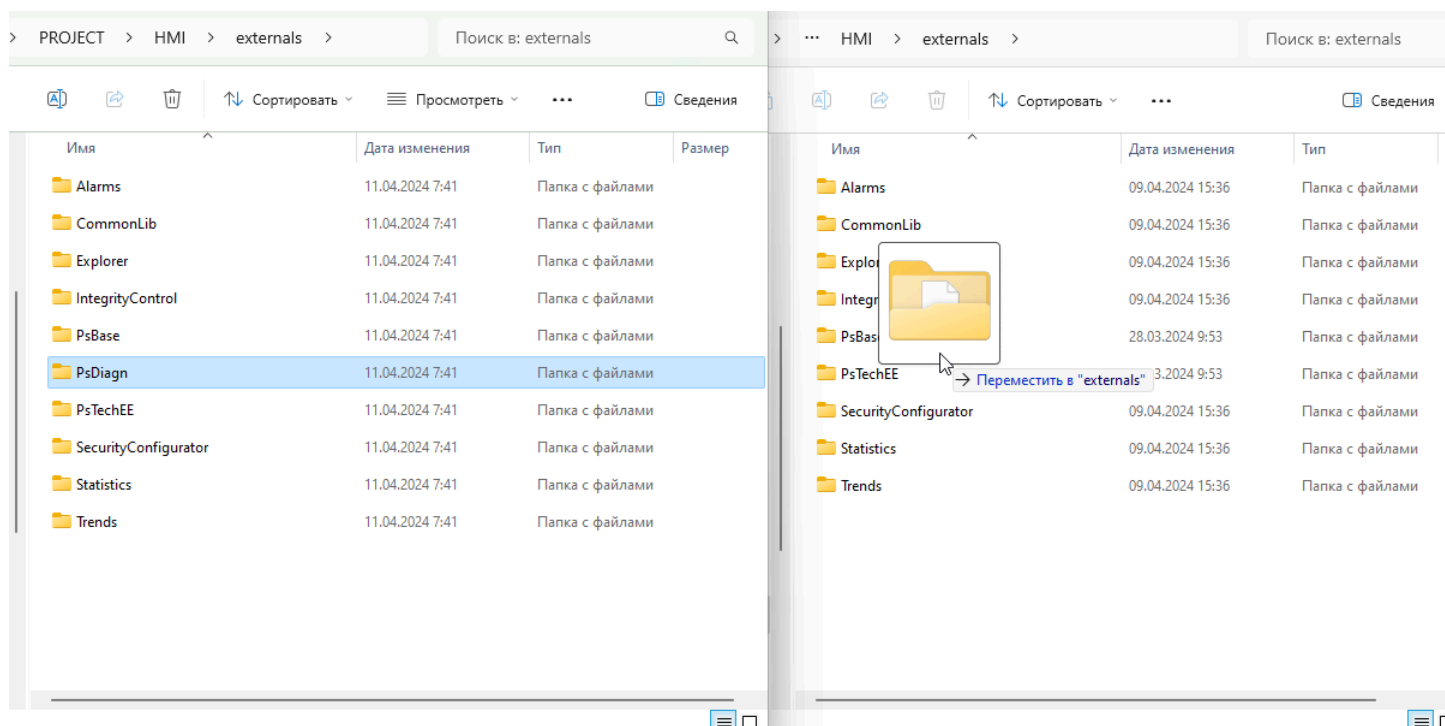 PROJECT > HMI > externals >
Поиск в: externals
Сортировать
Просмотреть
...
Сведения
Имя Дата изменения Тип Размер
Alarms 11.04.2024 7:41 Папка с файлами
CommonLib 11.04.2024 7:41 Папка с файлами
Explorer 11.04.2024 7:41 Папка с файлами
IntegrityControl 11.04.2024 7:41 Папка с файлами
PsBase 11.04.2024 7:41 Папка с файлами
PsDiagn 11.04.2024 7:41 Папка с файлами
PsTechEE 11.04.2024 7:41 Папка с файлами
SecurityConfigurator 11.04.2024 7:41 Папка с файлами
Statistics 11.04.2024 7:41 Папка с файлами
Trends 11.04.2024 7:41 Папка с файлами
... HMI > externals >
Поиск в: externals
Сортировать
...
Сведения
Имя Дата изменения Тип
Alarms 09.04.2024 15:36 Папка с файлами
CommonLib 09.04.2024 15:36 Папка с файлами
09.04.2024 15:36 Папка с файлами
09.04.2024 15:36 Папка с файлами
28.03.2024 9:53 Папка с файлами
PsTechEE 3.2024 9:53 Папка с файлами
→ Переместить в "externals"
SecurityConfigurator 09.04.2024 15:36 Папка с файлами
Statistics 09.04.2024 15:36 Папка с файлами
Trends 09.04.2024 15:36 Папка с файлами